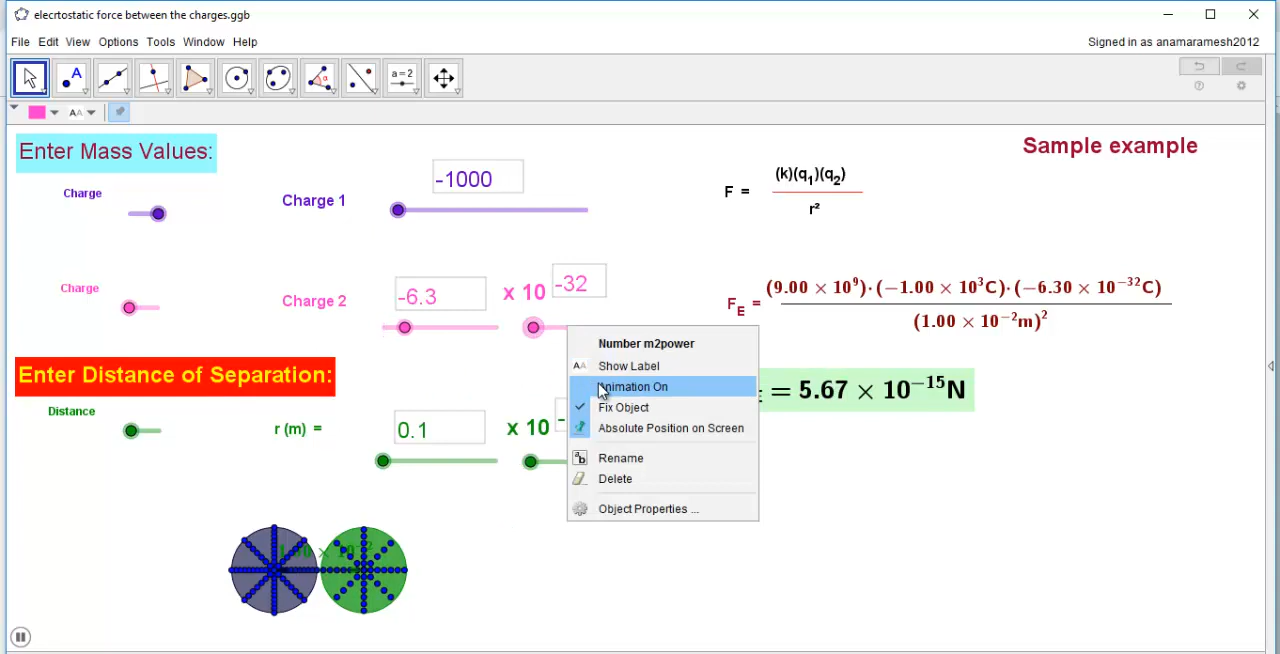 elecrtostatic force between the charges.ggb
File Edit View Options Tools Window Help
Signed in as anamaramesh2012
A
α
a=2
AA
Enter Mass Values:
Sample example
Charge
Charge 1
-1000
F = (k)(q₁)(q₂)
r²
Charge
Charge 2
-6.3
x 10
-32
F_E = (9.00 × 10⁹)·(−1.00 × 10³C)·(−6.30 × 10⁻³²C)
(1.00 × 10⁻²m)²
Number m2power
AA Show Label
Animation On
Fix Object
Absolute Position on Screen
ab Rename
Delete
Object Properties ...
Enter Distance of Separation:
E = 5.67 × 10⁻¹⁵N
Distance
r (m) =
0.1
x 10
-